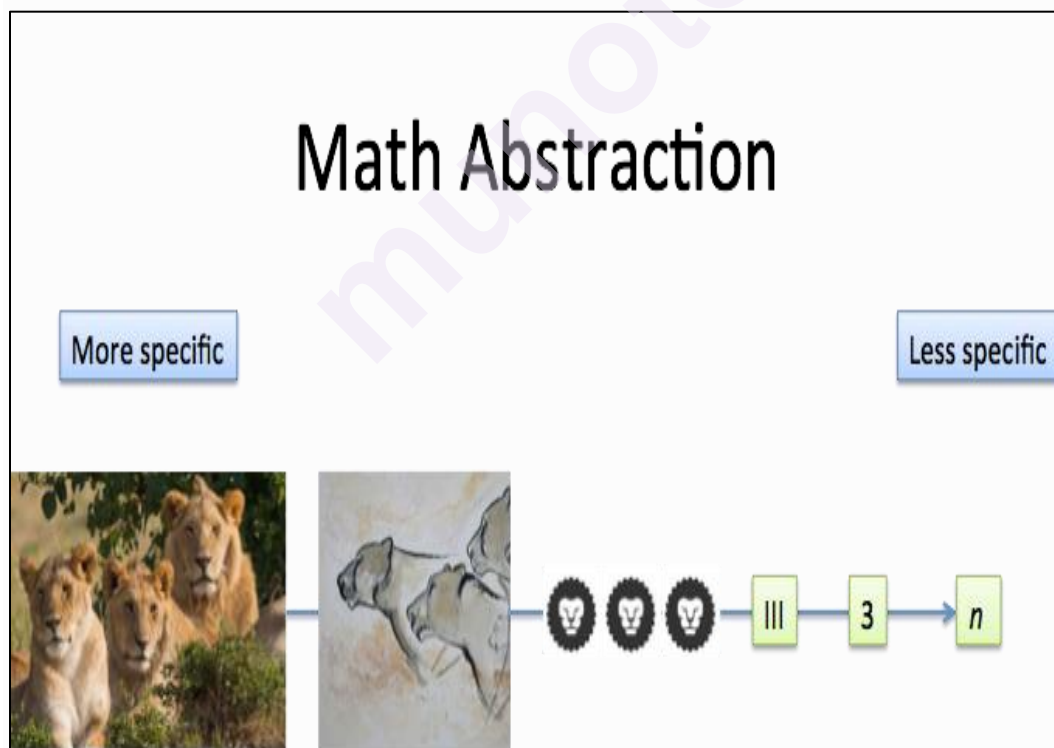 Math Abstraction
More specific
Less specific
III
3
n